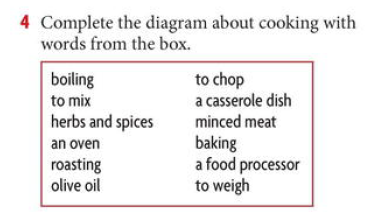 4 Complete the diagram about cooking with
words from the box.
boiling
to mix
herbs and spices
an oven
roasting
olive oil
to chop
a casserole dish
minced meat
baking
a food processor
to weigh